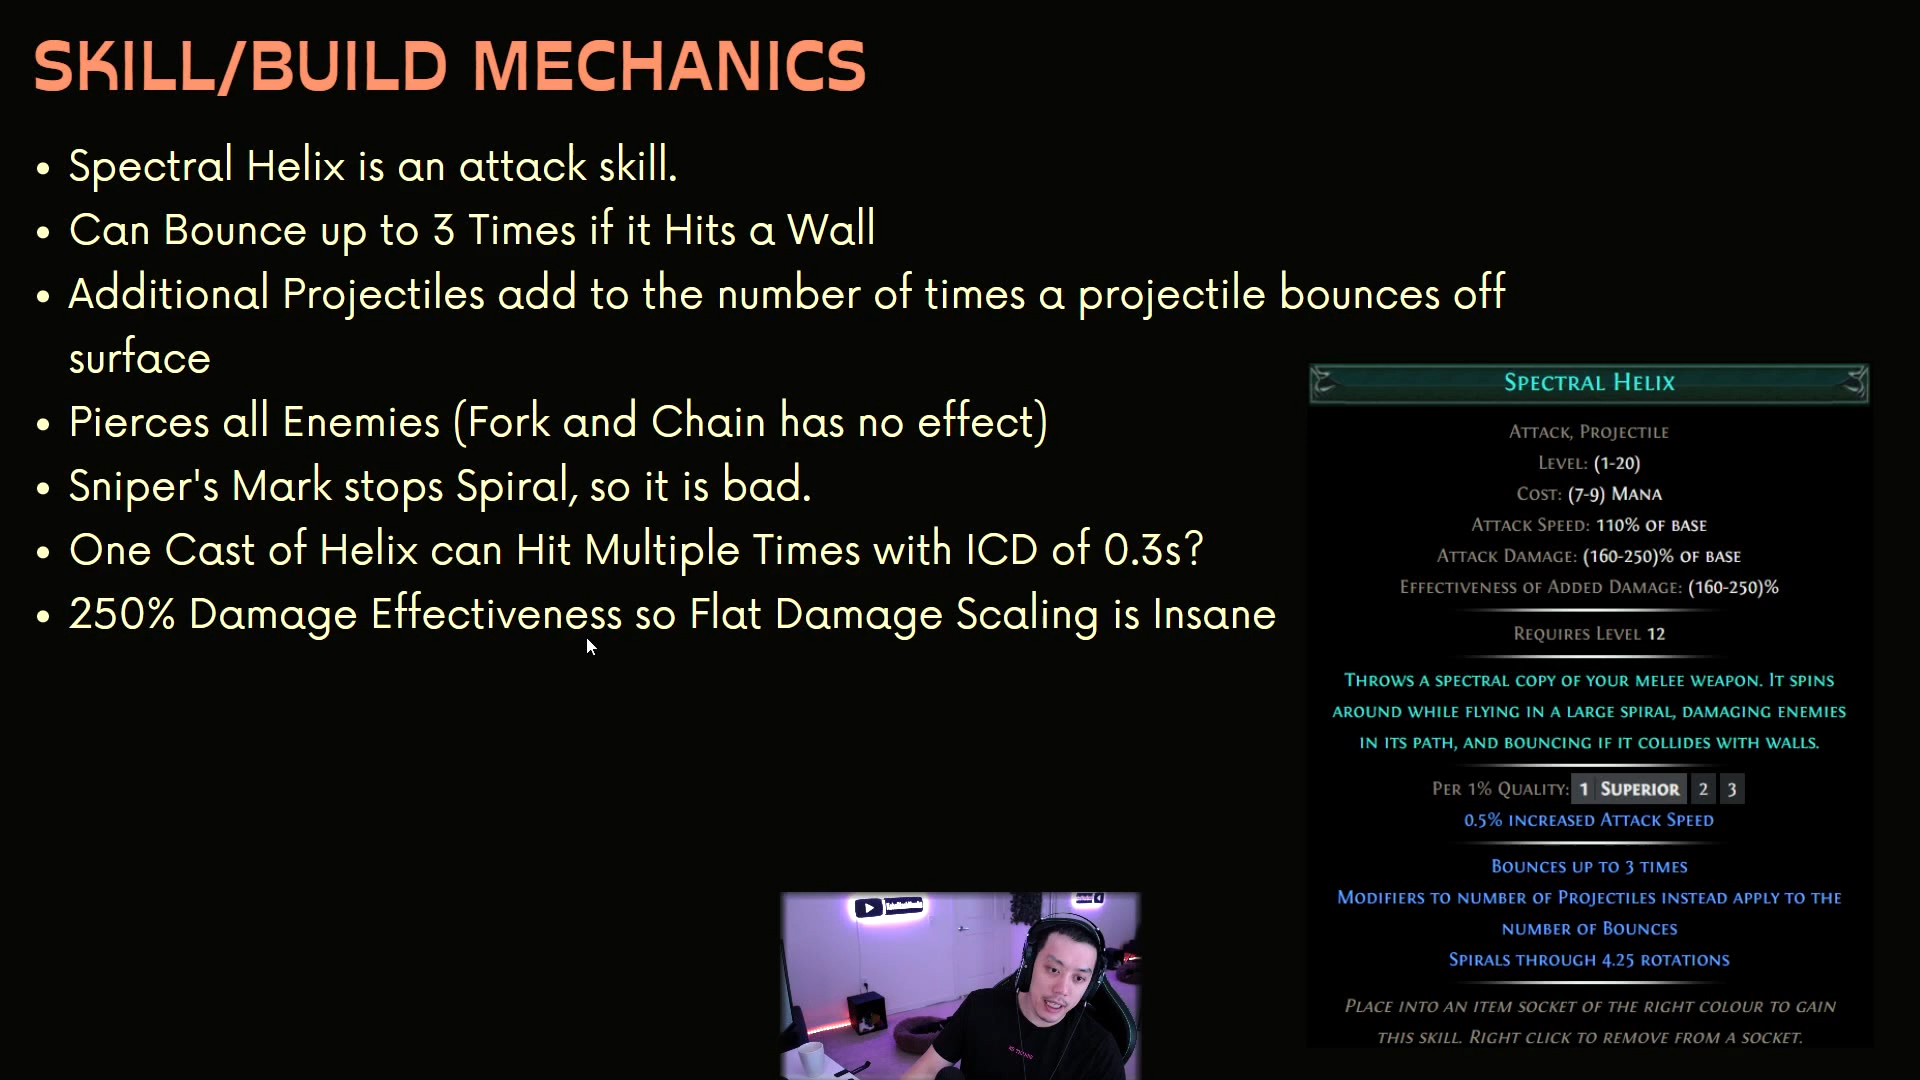 SKILL/BUILD MECHANICS
• Spectral Helix is an attack skill.
• Can Bounce up to 3 Times if it Hits a Wall
• Additional Projectiles add to the number of times a projectile bounces off
surface
• Pierces all Enemies (Fork and Chain has no effect)
• Sniper's Mark stops Spiral, so it is bad.
• One Cast of Helix can Hit Multiple Times with ICD of 0.3s?
• 250% Damage Effectiveness so Flat Damage Scaling is Insane
SPECTRAL HELIX
ATTACK, PROJECTILE
LEVEL: (1-20)
COST: (7-9) MANA
ATTACK SPEED: 110% OF BASE
ATTACK DAMAGE: (160-250)% OF BASE
EFFECTIVENESS OF ADDED DAMAGE: (160-250)%
REQUIRES LEVEL 12
THROWS A SPECTRAL COPY OF YOUR MELEE WEAPON. IT SPINS
AROUND WHILE FLYING IN A LARGE SPIRAL, DAMAGING ENEMIES
IN ITS PATH, AND BOUNCING IF IT COLLIDES WITH WALLS.
PER 1% QUALITY: 1 SUPERIOR 2 3
0.5% INCREASED ATTACK SPEED
BOUNCES UP TO 3 TIMES
MODIFIERS TO NUMBER OF PROJECTILES INSTEAD APPLY TO THE
NUMBER OF BOUNCES
SPIRALS THROUGH 4.25 ROTATIONS
PLACE INTO AN ITEM SOCKET OF THE RIGHT COLOUR TO GAIN
THIS SKILL. RIGHT CLICK TO REMOVE FROM A SOCKET.